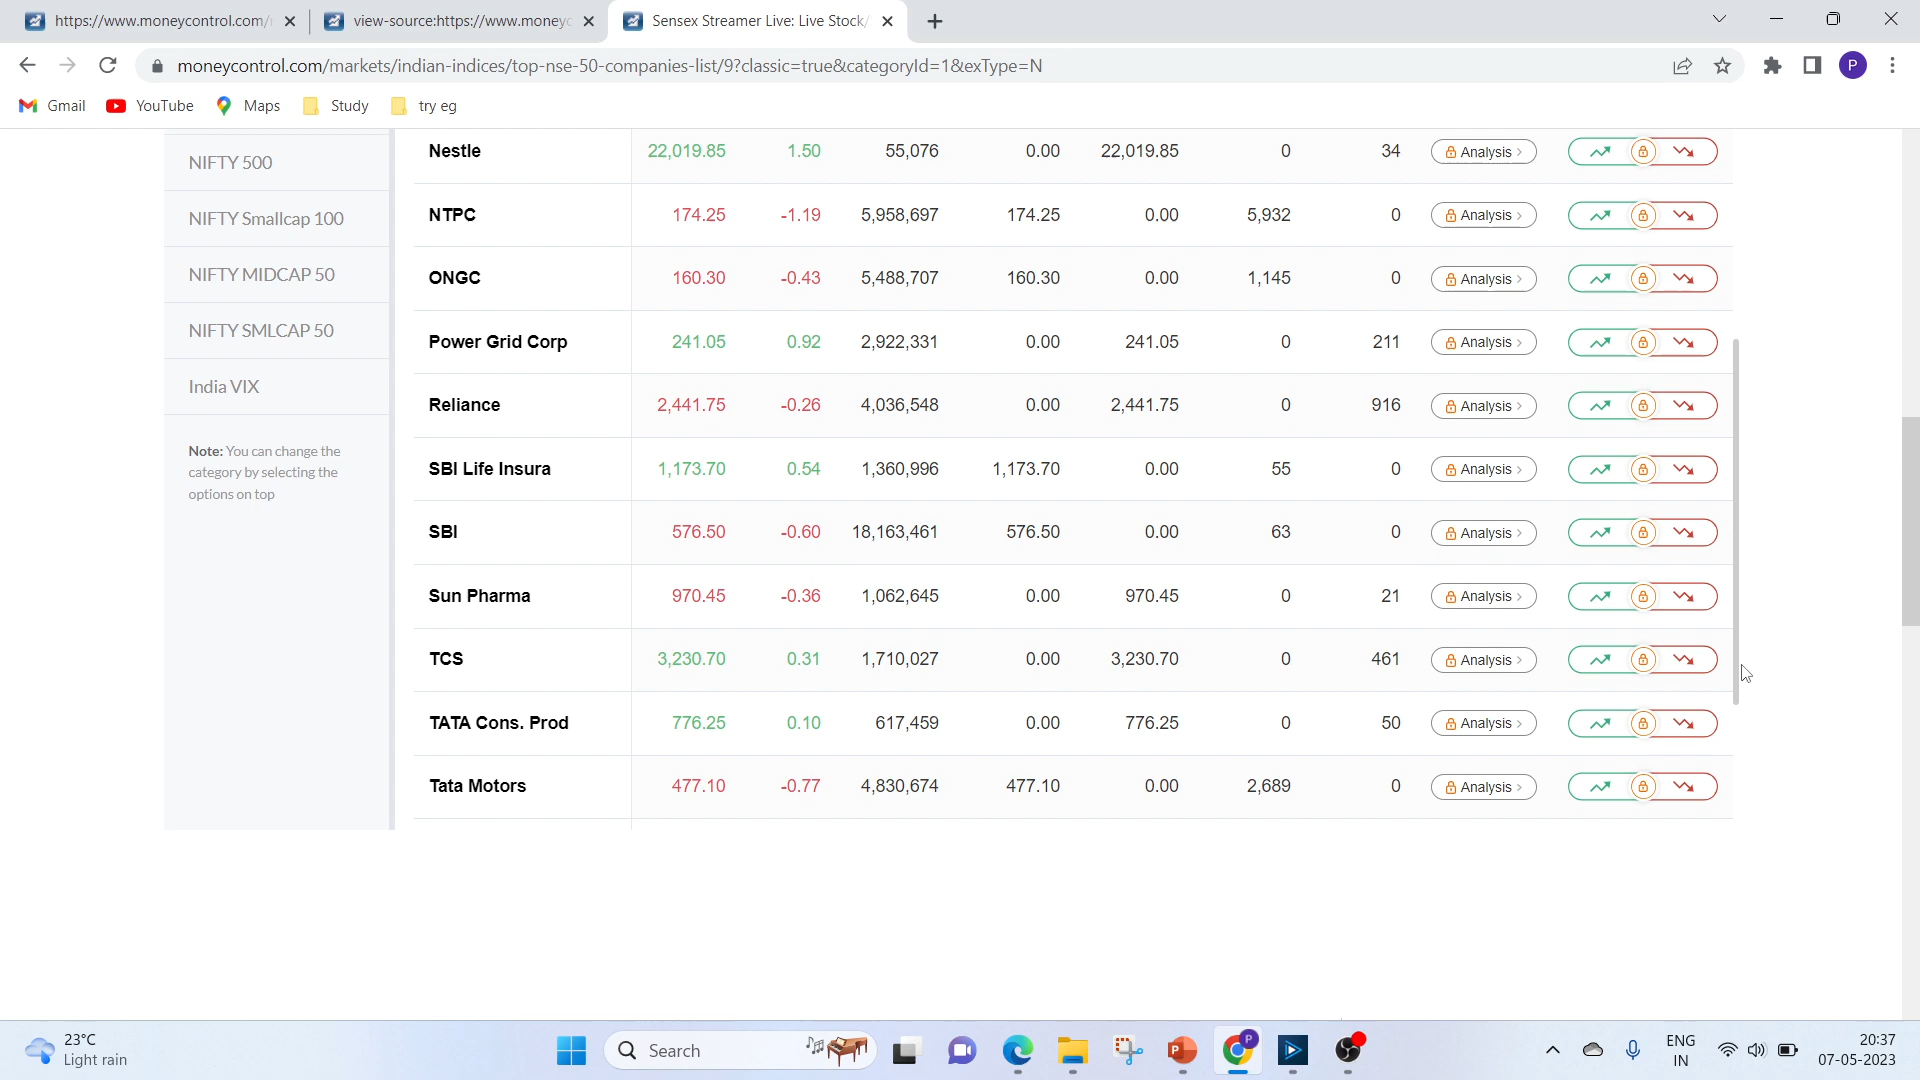 https://www.moneycontrol.com/
view-source:https://www.money
Sensex Streamer Live: Live Stock/
moneycontrol.com/markets/indian-indices/top-nse-50-companies-list/9?classic=true&categoryId=1&exType=N
P
Gmail
YouTube
Maps
Study
try eg
NIFTY 500
NIFTY Smallcap 100
NIFTY MIDCAP 50
NIFTY SMLCAP 50
India VIX
Note: You can change the
category by selecting the
options on top
Nestle 22,019.85 1.50 55,076 0.00 22,019.85 0 34 Analysis >
NTPC 174.25 -1.19 5,958,697 174.25 0.00 5,932 0 Analysis >
ONGC 160.30 -0.43 5,488,707 160.30 0.00 1,145 0 Analysis >
Power Grid Corp 241.05 0.92 2,922,331 0.00 241.05 0 211 Analysis >
Reliance 2,441.75 -0.26 4,036,548 0.00 2,441.75 0 916 Analysis >
SBI Life Insura 1,173.70 0.54 1,360,996 1,173.70 0.00 55 0 Analysis >
SBI 576.50 -0.60 18,163,461 576.50 0.00 63 0 Analysis >
Sun Pharma 970.45 -0.36 1,062,645 0.00 970.45 0 21 Analysis >
TCS 3,230.70 0.31 1,710,027 0.00 3,230.70 0 461 Analysis >
TATA Cons. Prod 776.25 0.10 617,459 0.00 776.25 0 50 Analysis >
Tata Motors 477.10 -0.77 4,830,674 477.10 0.00 2,689 0 Analysis >
23°C
Light rain
Search
P
P
ENG
IN
20:37
07-05-2023